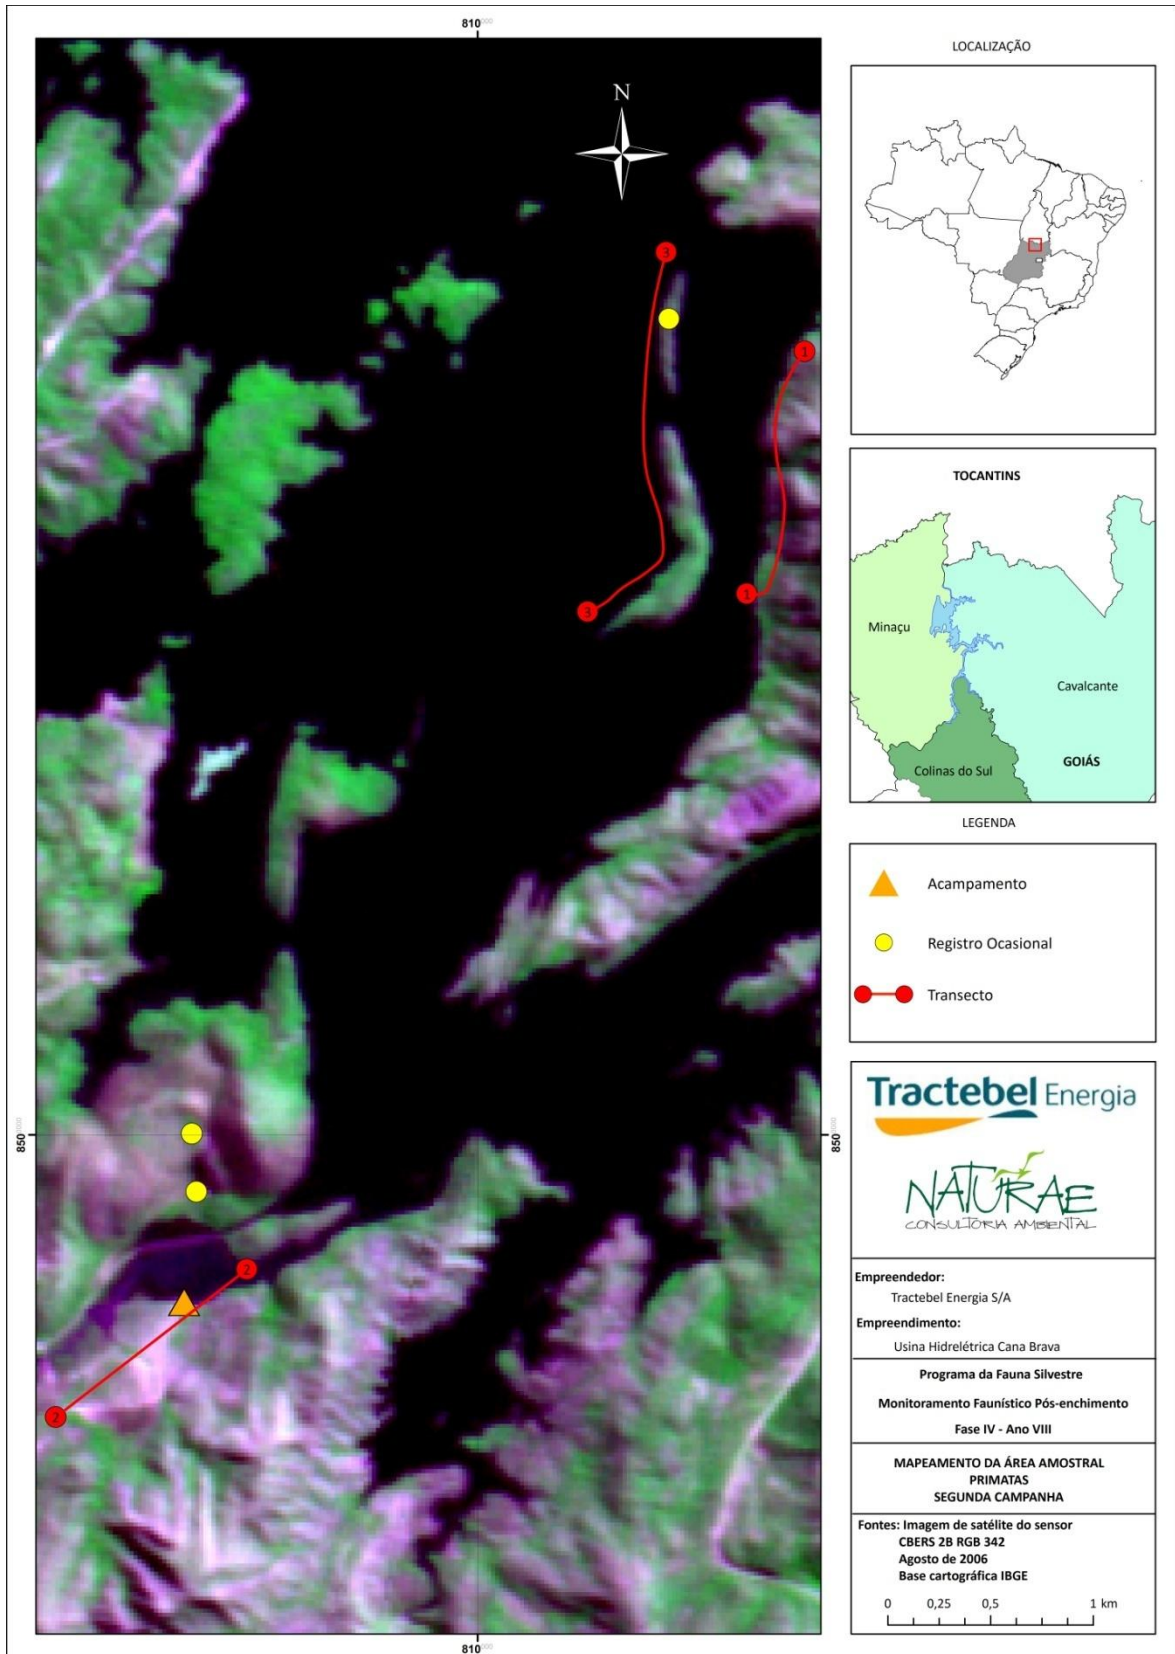 810000
LOCALIZAÇÃO
N
3
1
3
1
TOCANTINS
Minaçu
Cavalcante
Colinas do Sul
GOIÁS
LEGENDA
Acampamento
Registro Ocasional
Transecto
850
850
2
2
Tractebel Energia
NATURAE
CONSULTORIA AMBIENTAL
Empreendedor:
Tractebel Energia S/A
Empreendimento:
Usina Hidrelétrica Cana Brava
Programa da Fauna Silvestre
Monitoramento Faunístico Pós-enchimento
Fase IV - Ano VIII
MAPEAMENTO DA ÁREA AMOSTRAL
PRIMATAS
SEGUNDA CAMPANHA
Fontes: Imagem de satélite do sensor
CBERS 2B RGB 342
Agosto de 2006
Base cartográfica IBGE
0 0,25 0,5 1 km
810000